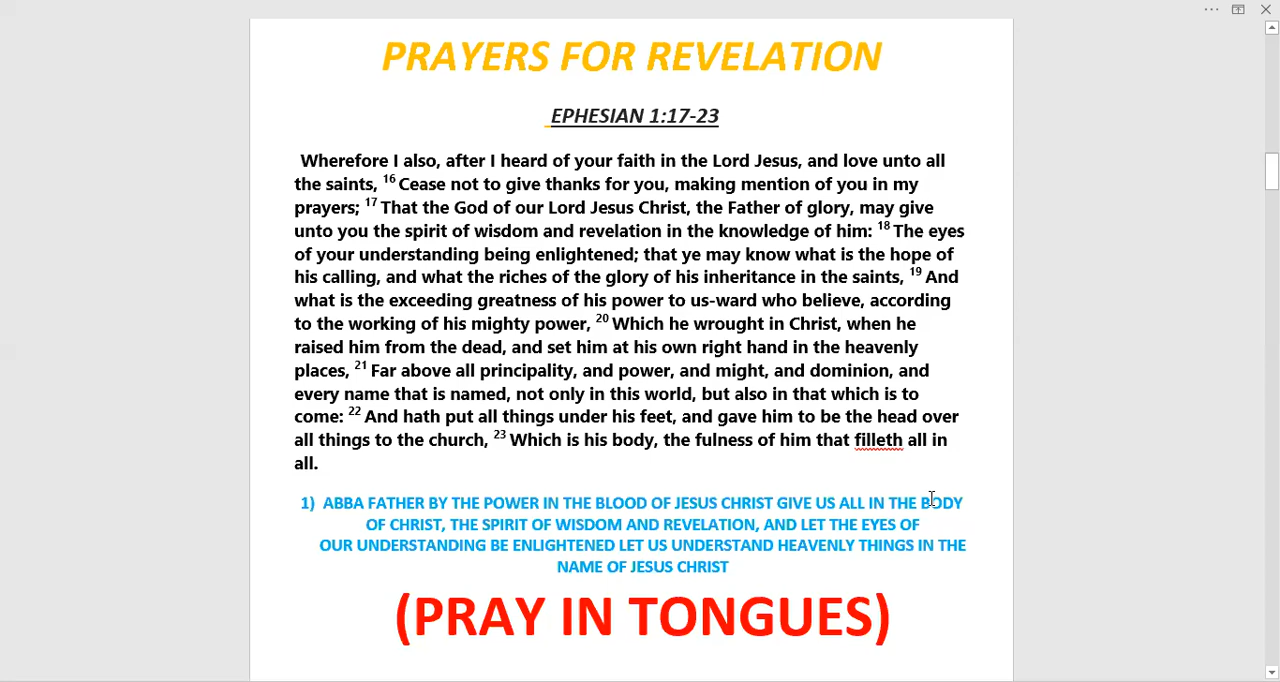 PRAYERS FOR REVELATION
EPHESIAN 1:17-23
Wherefore I also, after I heard of your faith in the Lord Jesus, and love unto all
the saints, 16 Cease not to give thanks for you, making mention of you in my
prayers; 17 That the God of our Lord Jesus Christ, the Father of glory, may give
unto you the spirit of wisdom and revelation in the knowledge of him: 18 The eyes
of your understanding being enlightened; that ye may know what is the hope of
his calling, and what the riches of the glory of his inheritance in the saints, 19 And
what is the exceeding greatness of his power to us-ward who believe, according
to the working of his mighty power, 20 Which he wrought in Christ, when he
raised him from the dead, and set him at his own right hand in the heavenly
places, 21 Far above all principality, and power, and might, and dominion, and
every name that is named, not only in this world, but also in that which is to
come: 22 And hath put all things under his feet, and gave him to be the head over
all things to the church, 23 Which is his body, the fulness of him that filleth all in
all.
1) ABBA FATHER BY THE POWER IN THE BLOOD OF JESUS CHRIST GIVE US ALL IN THE BODY
OF CHRIST, THE SPIRIT OF WISDOM AND REVELATION, AND LET THE EYES OF
OUR UNDERSTANDING BE ENLIGHTENED LET US UNDERSTAND HEAVENLY THINGS IN THE
NAME OF JESUS CHRIST
(PRAY IN TONGUES)